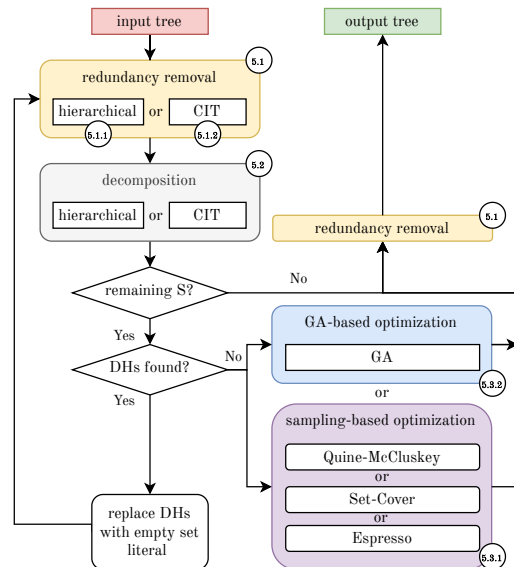 input tree
output tree
5.1
redundancy removal
hierarchical or CIT
5.1.1
5.1.2
5.2
decomposition
hierarchical or CIT
5.1
redundancy removal
remaining S?
No
Yes
GA-based optimization
GA
5.3.2
DHs found?
No
Yes
or
sampling-based optimization
Quine-McCluskey
or
Set-Cover
or
Espresso
5.3.1
replace DHs
with empty set
literal